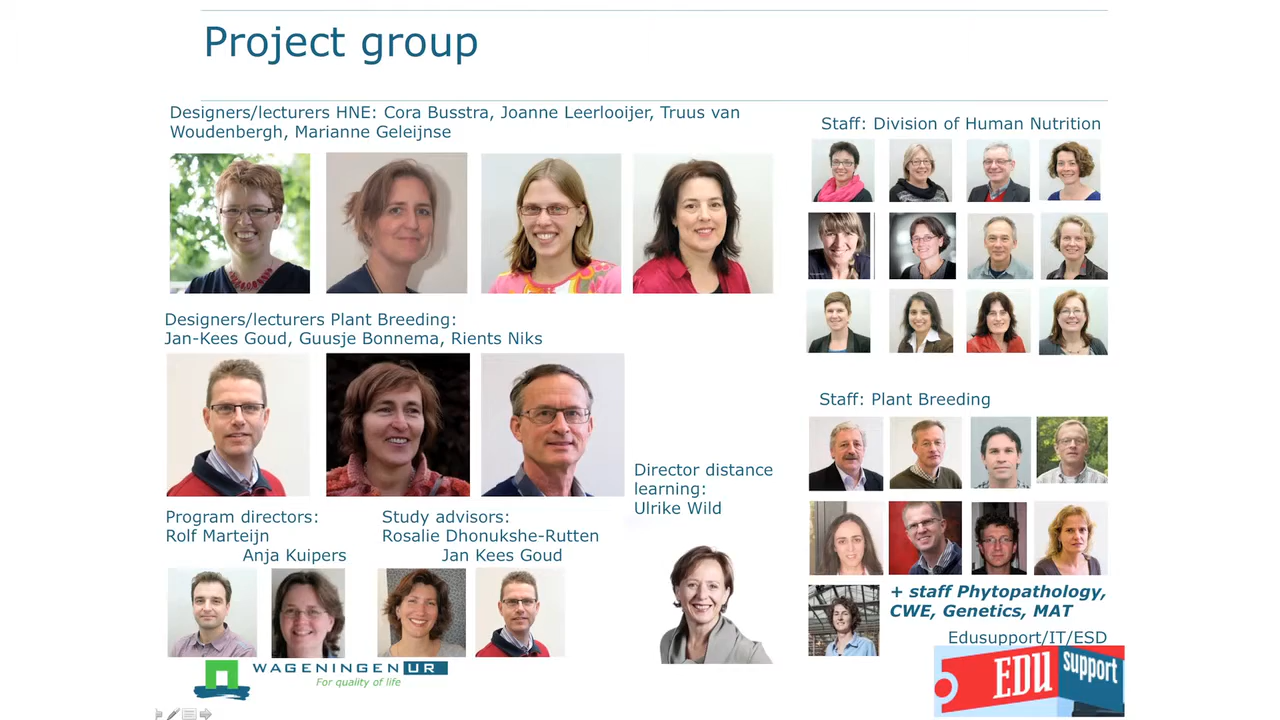 Project group
Designers/lecturers HNE: Cora Busstra, Joanne Leerlooijer, Truus van
Woudenbergh, Marianne Geleijnse
Staff: Division of Human Nutrition
Designers/lecturers Plant Breeding:
Jan-Kees Goud, Guusje Bonnema, Rients Niks
Staff: Plant Breeding
Director distance
learning:
Ulrike Wild
Program directors:
Rolf Marteijn
Anja Kuipers
Study advisors:
Rosalie Dhonukshe-Rutten
Jan Kees Goud
+ staff Phytopathology,
CWE, Genetics, MAT
Edusupport/IT/ESD
WAGENINGEN UR
For quality of life
EDU support